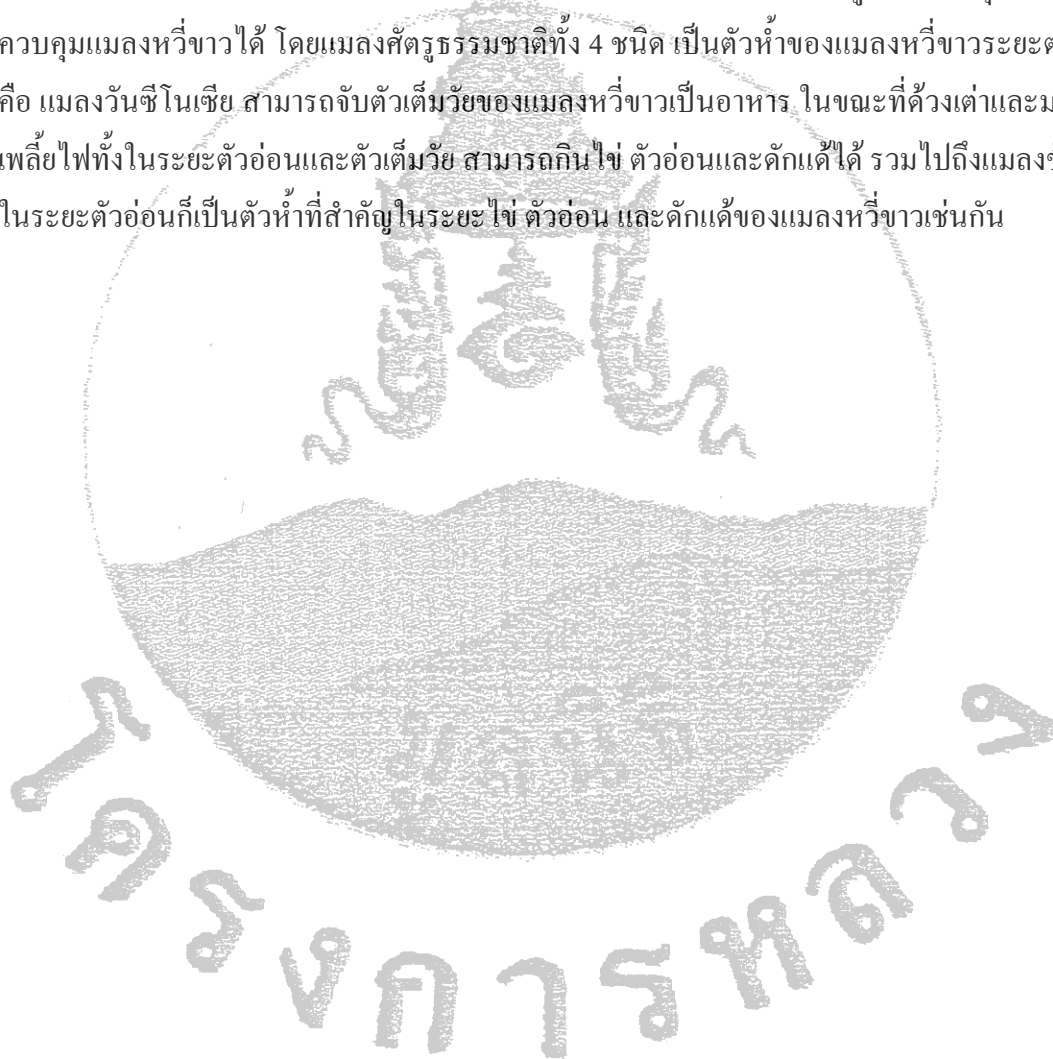 ควบคุมแมลงหวี่ขาวได้ โดยแมลงศัตรูธรรมชาติทั้ง 4 ชนิด เป็นตัวห้ำของแมลงหวี่ขาวระยะต
คือ แมลงวันซีโนเซีย สามารถจับตัวเต็มวัยของแมลงหวี่ขาวเป็นอาหาร ในขณะที่ด้วงเต่าและม
เพลี้ยไฟทั้งในระยะตัวอ่อนและตัวเต็มวัย สามารถกินไข่ ตัวอ่อนและดักแด้ได้ รวมไปถึงแมลงช
ในระยะตัวอ่อนก็เป็นตัวห้ำที่สำคัญในระยะไข่ ตัวอ่อน และดักแด้ของแมลงหวี่ขาวเช่นกัน
มูลนิธิ
โครงการหลวง